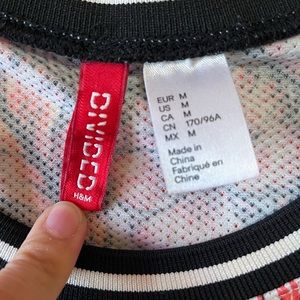 DIVIDED
H&M
EUR M
US M
CA M
CN 170/96A
MX M
Made in
China
Fabriqué en
Chine